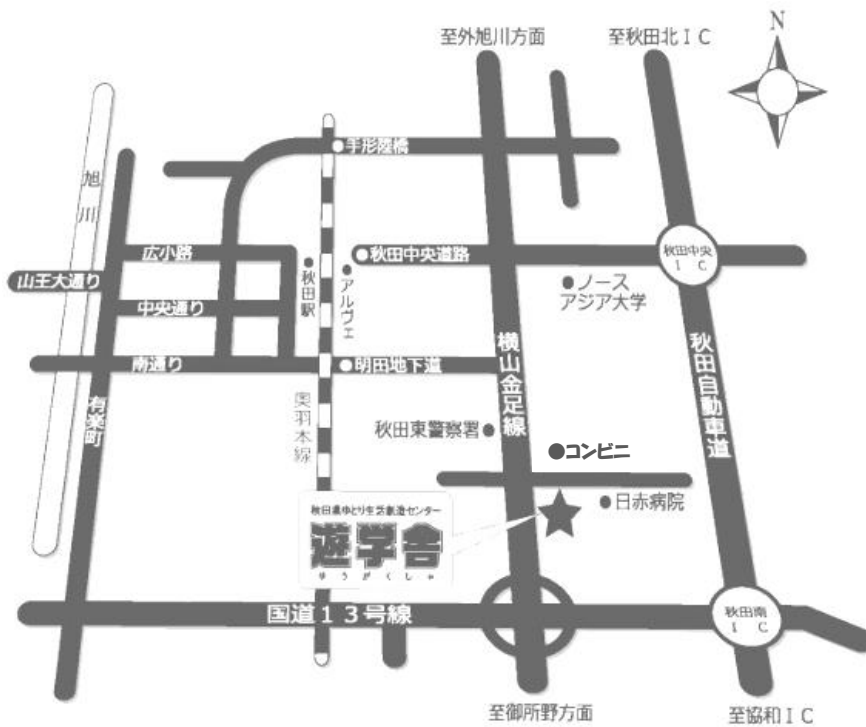 至外旭川方面
至秋田北ＩＣ
N
手形陸橋
旭川
広小路
秋田中央道路
秋田中央
Ｉ Ｃ
山王大通り
秋田駅
アルヴェ
ノース
アジア大学
中央通り
南通り
明田地下道
横山金足線
秋田自動車道
有楽町
奥羽本線
秋田東警察署
コンビニ
日赤病院
秋田県ゆとり生活創造センター
遊学舎
ゆうがくしゃ
国道１３号線
秋田南
Ｉ Ｃ
至御所野方面
至協和ＩＣ